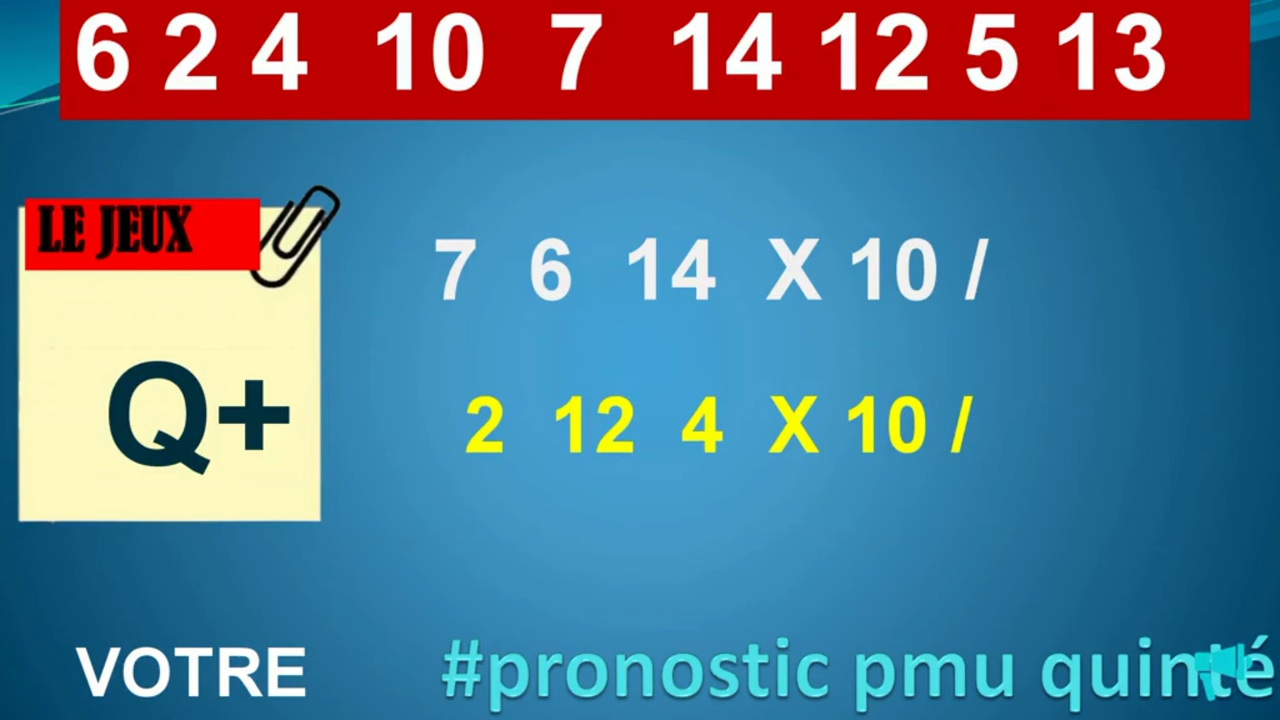 6 2 4 10 7 14 12 5 13
LE JEUX
7 6 14 X 10 /
Q+
2 12 4 X 10 /
VOTRE
#pronostic pmu quinté